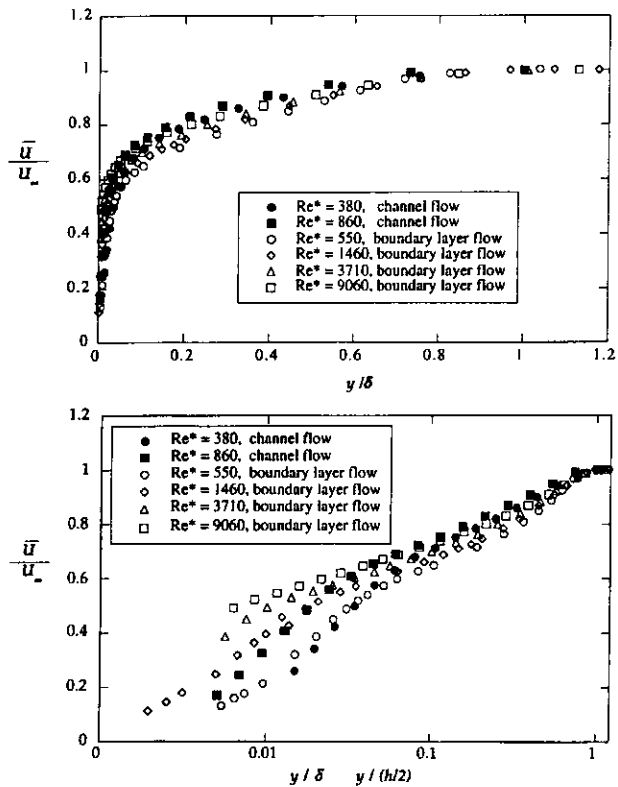 1.2
1
0.8
0.6
0.4
0.2
0
u̅
u∞
Re* = 380, channel flow
Re* = 860, channel flow
Re* = 550, boundary layer flow
Re* = 1460, boundary layer flow
Re* = 3710, boundary layer flow
Re* = 9060, boundary layer flow
0 0.2 0.4 0.6 0.8 1 1.2
y/δ
1.2
1
0.8
0.6
0.4
0.2
0
u̅
u∞
Re* = 380, channel flow
Re* = 860, channel flow
Re* = 550, boundary layer flow
Re* = 1460, boundary layer flow
Re* = 3710, boundary layer flow
Re* = 9060, boundary layer flow
0 0.01 0.1 1
y/δ y/(h/2)